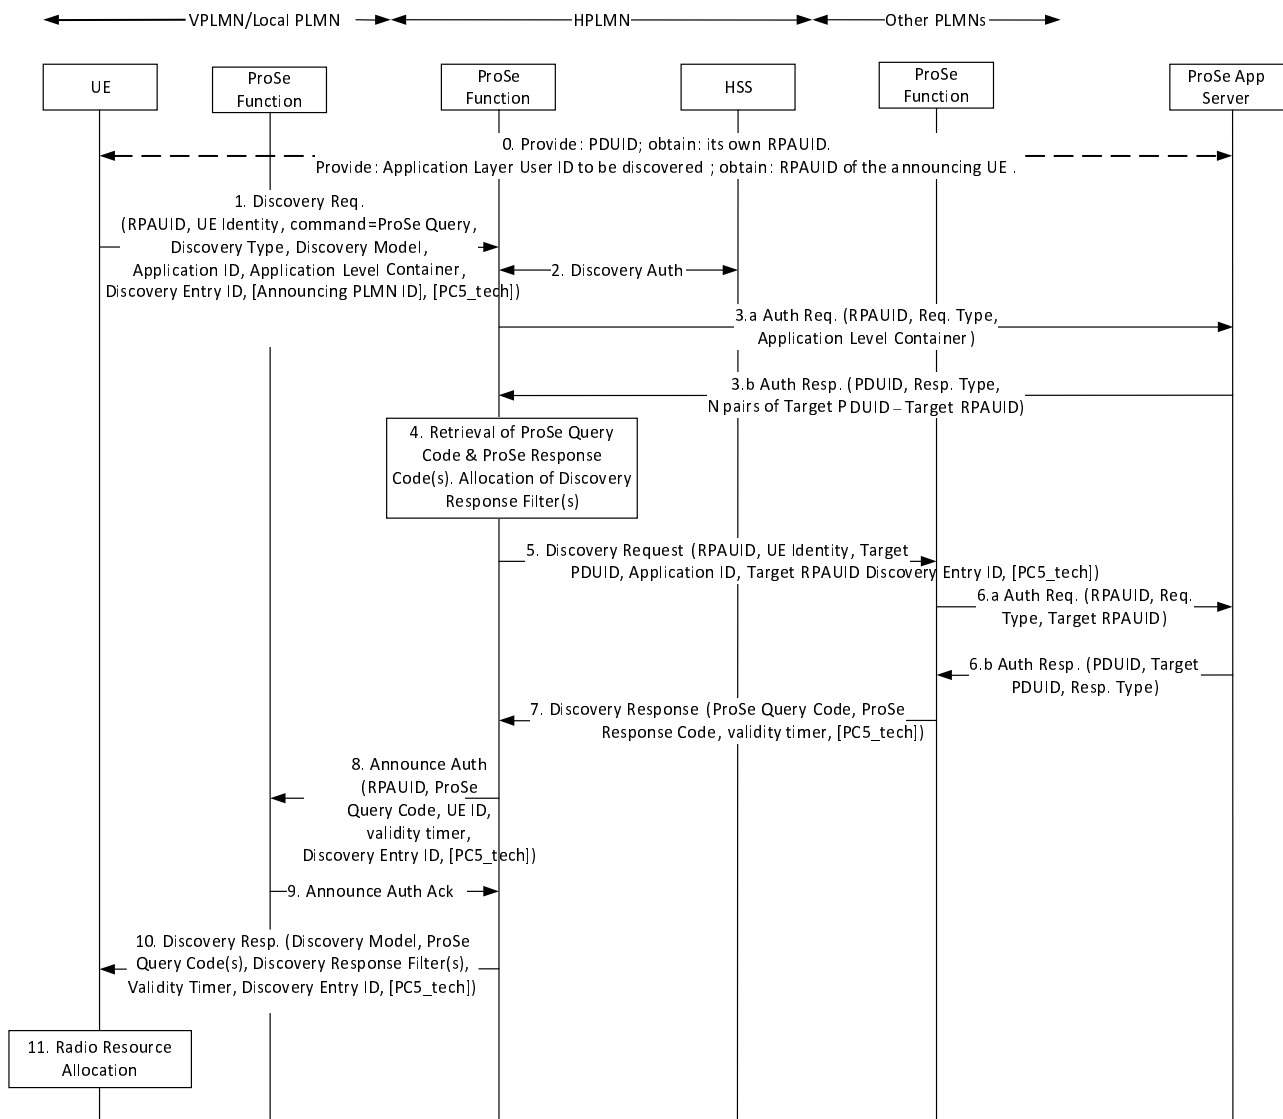 VPLMN/Local PLMN
HPLMN
Other PLMNs
UE
ProSe
Function
ProSe
Function
HSS
ProSe
Function
ProSe App
Server
0. Provide: PDUID; obtain: its own RPAUID.
Provide: Application Layer User ID to be discovered ; obtain: RPAUID of the announcing UE .
1. Discovery Req.
(RPAUID, UE Identity, command=ProSe Query,
Discovery Type, Discovery Model,
Application ID, Application Level Container,
Discovery Entry ID, [Announcing PLMN ID], [PC5_tech])
2. Discovery Auth
3.a Auth Req. (RPAUID, Req. Type,
Application Level Container)
3.b Auth Resp. (PDUID, Resp. Type,
N pairs of Target PDUID – Target RPAUID)
4. Retrieval of ProSe Query
Code & ProSe Response
Code(s). Allocation of Discovery
Response Filter(s)
5. Discovery Request (RPAUID, UE Identity, Target
PDUID, Application ID, Target RPAUID Discovery Entry ID, [PC5_tech])
6.a Auth Req. (RPAUID, Req.
Type, Target RPAUID)
6.b Auth Resp. (PDUID, Target
PDUID, Resp. Type)
7. Discovery Response (ProSe Query Code, ProSe
Response Code, validity timer, [PC5_tech])
8. Announce Auth
(RPAUID, ProSe
Query Code, UE ID,
validity timer,
Discovery Entry ID, [PC5_tech])
9. Announce Auth Ack
10. Discovery Resp. (Discovery Model, ProSe
Query Code(s), Discovery Response Filter(s),
Validity Timer, Discovery Entry ID, [PC5_tech])
11. Radio Resource
Allocation